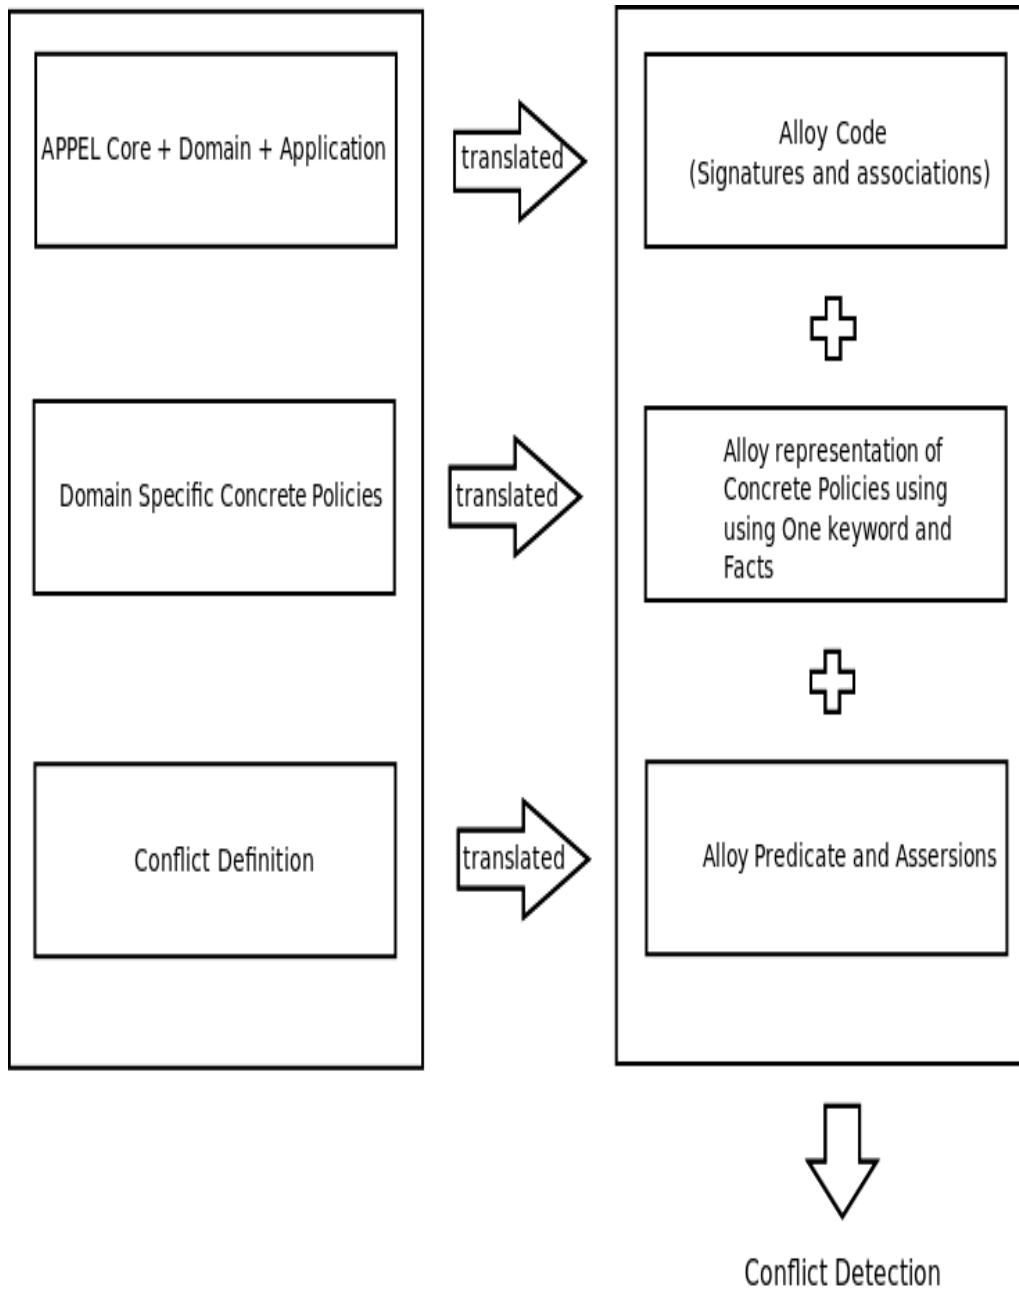 APPEL Core + Domain + Application
translated
Alloy Code
(Signatures and associations)
Domain Specific Concrete Policies
translated
Alloy representation of
Concrete Policies using
using One keyword and
Facts
Conflict Definition
translated
Alloy Predicate and Assersions
Conflict Detection